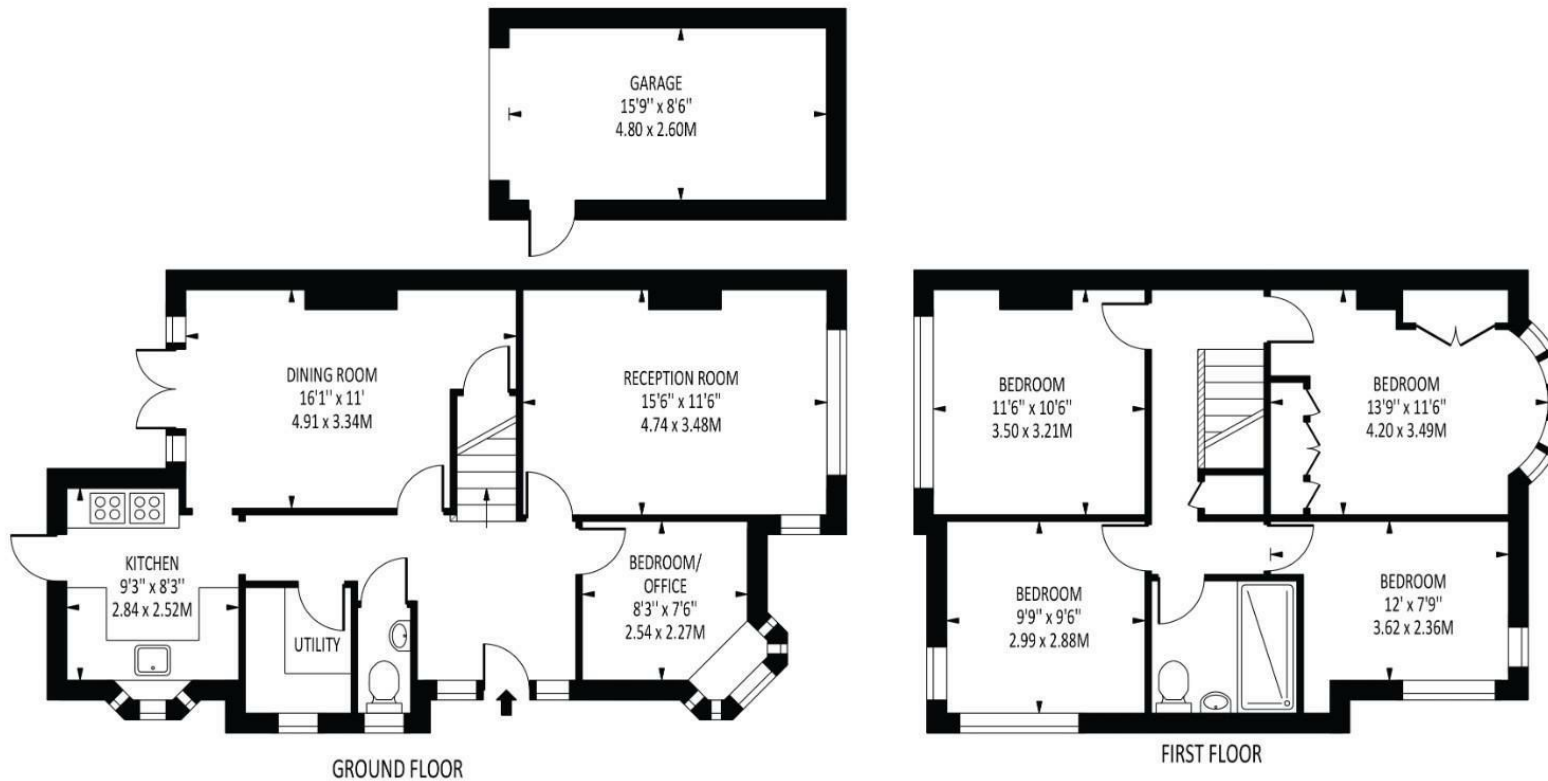 GARAGE
15'9" x 8'6"
4.80 x 2.60M
DINING ROOM
16'1" x 11'
4.91 x 3.34M
RECEPTION ROOM
15'6" x 11'6"
4.74 x 3.48M
KITCHEN
9'3" x 8'3"
2.84 x 2.52M
UTILITY
BEDROOM/
OFFICE
8'3" x 7'6"
2.54 x 2.27M
GROUND FLOOR
BEDROOM
11'6" x 10'6"
3.50 x 3.21M
BEDROOM
13'9" x 11'6"
4.20 x 3.49M
BEDROOM
9'9" x 9'6"
2.99 x 2.88M
BEDROOM
12' x 7'9"
3.62 x 2.36M
FIRST FLOOR